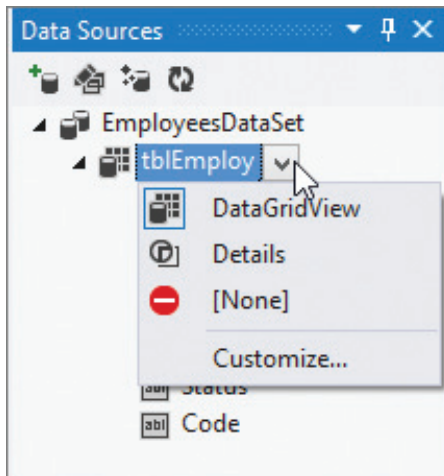 Data Sources
EmployeesDataSet
tblEmploy
DataGridView
Details
[None]
Customize...
Status
Code